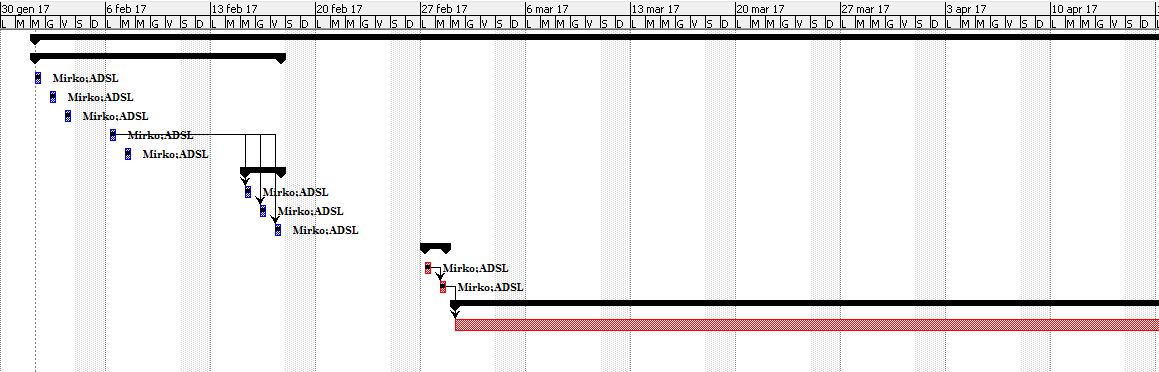 30 gen 17 6 feb 17 13 feb 17 20 feb 17 27 feb 17 6 mar 17 13 mar 17 20 mar 17 27 mar 17 3 apr 17 10 apr 17
L M M G V S D L M M G V S D L M M G V S D L M M G V S D L M M G V S D L M M G V S D L M M G V S D L M M G V S D L M M G V S D L M M G V S D L M M G V S D
Mirko;ADSL
Mirko;ADSL
Mirko;ADSL
Mirko;ADSL
Mirko;ADSL
Mirko;ADSL
Mirko;ADSL
Mirko;ADSL
Mirko;ADSL
Mirko;ADSL